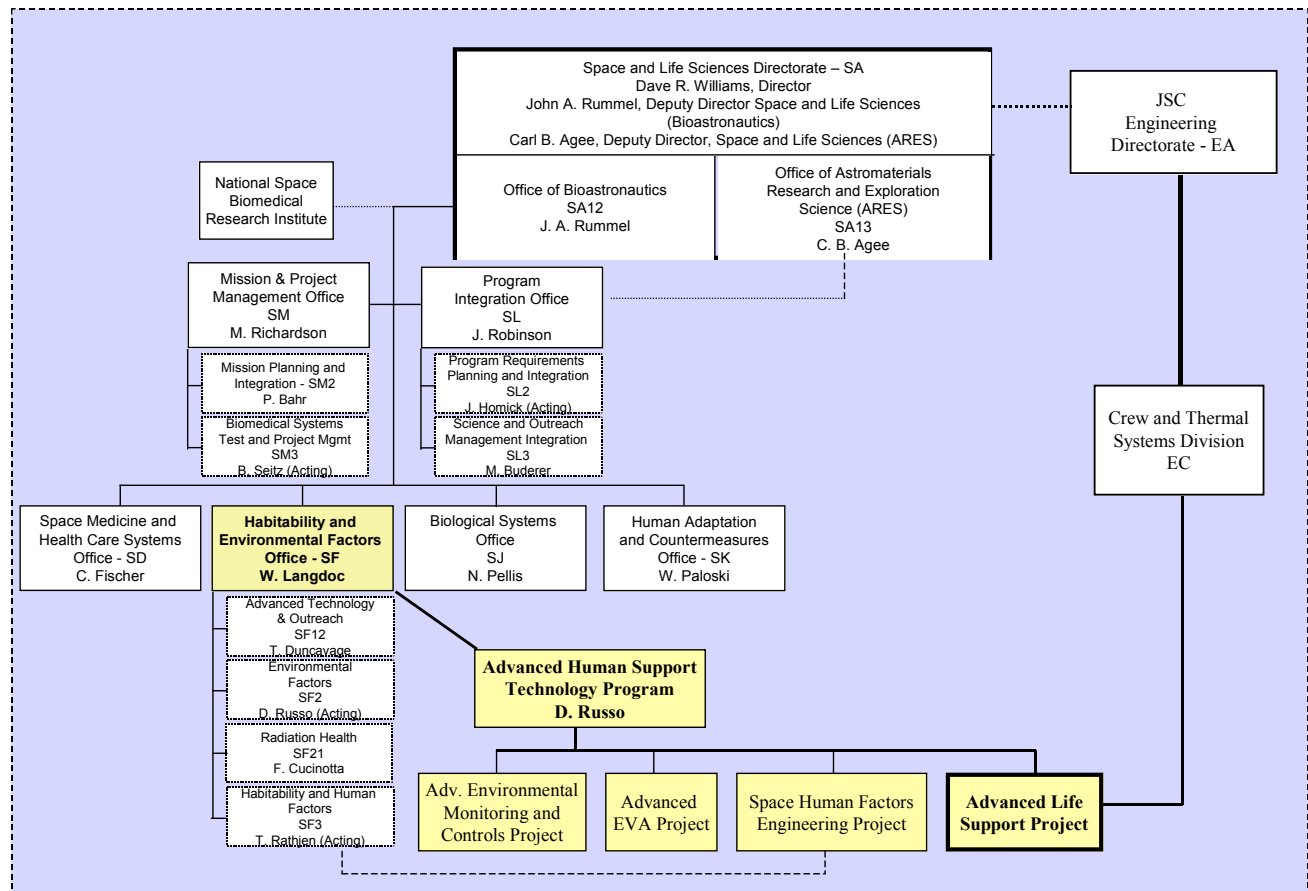 Space and Life Sciences Directorate – SA
Dave R. Williams, Director
John A. Rummel, Deputy Director Space and Life Sciences
(Bioastronautics)
Carl B. Agee, Deputy Director, Space and Life Sciences (ARES)
JSC
Engineering
Directorate - EA
National Space
Biomedical
Research Institute
Office of Bioastronautics
SA12
J. A. Rummel
Office of Astromaterials
Research and Exploration
Science (ARES)
SA13
C. B. Agee
Mission & Project
Management Office
SM
M. Richardson
Program
Integration Office
SL
J. Robinson
Mission Planning and
Integration - SM2
P. Bahr
Biomedical Systems
Test and Project Mgmt
SM3
B. Seitz (Acting)
Program Requirements
Planning and Integration
SL2
J. Homick (Acting)
Science and Outreach
Management Integration
SL3
M. Buderer
Crew and Thermal
Systems Division
EC
Space Medicine and
Health Care Systems
Office - SD
C. Fischer
Habitability and
Environmental Factors
Office - SF
W. Langdoc
Biological Systems
Office
SJ
N. Pellis
Human Adaptation
and Countermeasures
Office - SK
W. Paloski
Advanced Technology
& Outreach
SF12
T. Duncavage
Environmental
Factors
SF2
D. Russo (Acting)
Radiation Health
SF21
F. Cucinotta
Habitability and Human
Factors
SF3
T. Rathjen (Acting)
Advanced Human Support
Technology Program
D. Russo
Adv. Environmental
Monitoring and
Controls Project
Advanced
EVA Project
Space Human Factors
Engineering Project
Advanced Life
Support Project